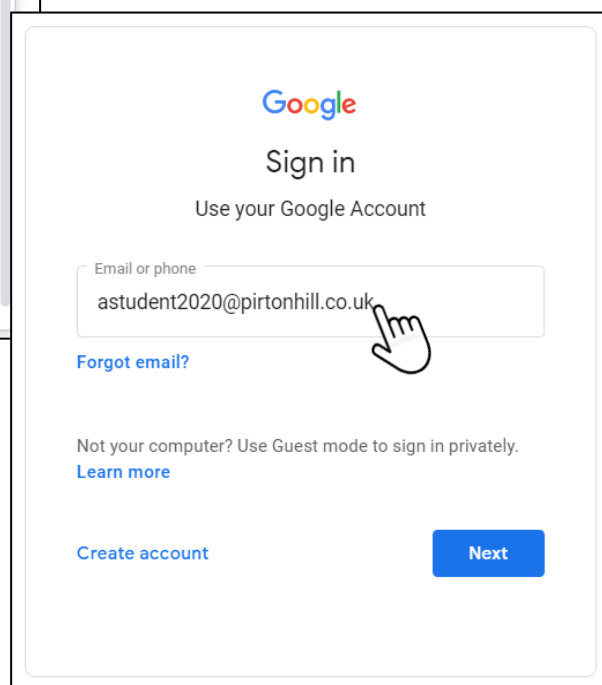 Google
Sign in
Use your Google Account
Email or phone
astudent2020@pirtonhill.co.uk
Forgot email?
Not your computer? Use Guest mode to sign in privately.
Learn more
Create account
Next